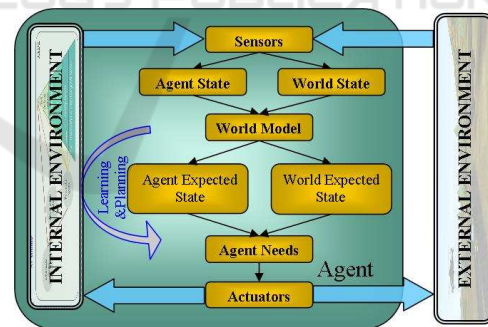 Sensors
Agent State
World State
World Model
Agent Expected
State
World Expected
State
Agent Needs
Agent
Actuators
Learning
&Planning
INTERNAL ENVIRONMENT
EXTERNAL ENVIRONMENT